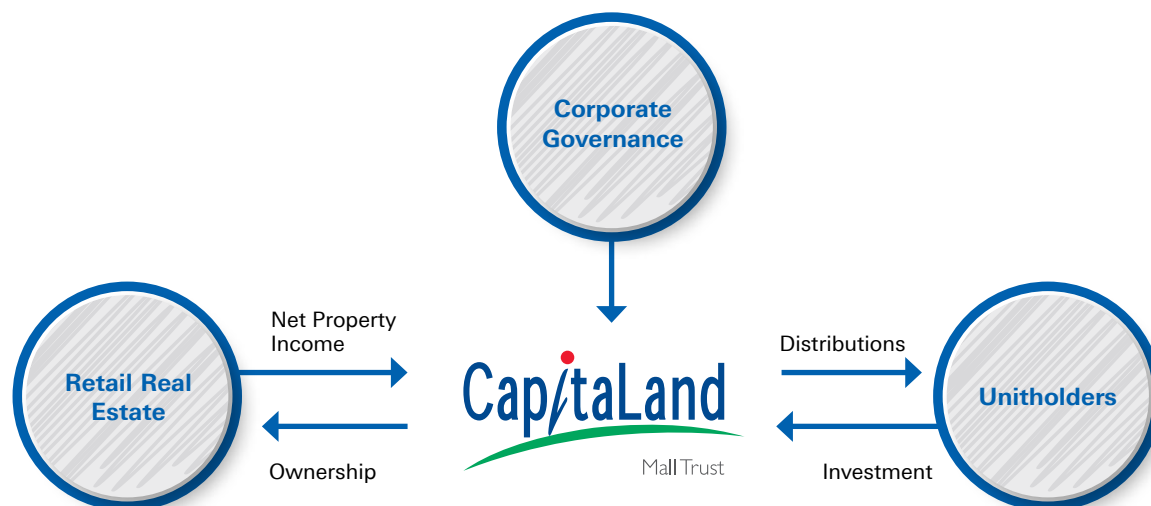 Corporate
Governance
Net Property
Income
Distributions
Retail Real
Estate
CapitaLand
Unitholders
Mall Trust
Ownership
Investment